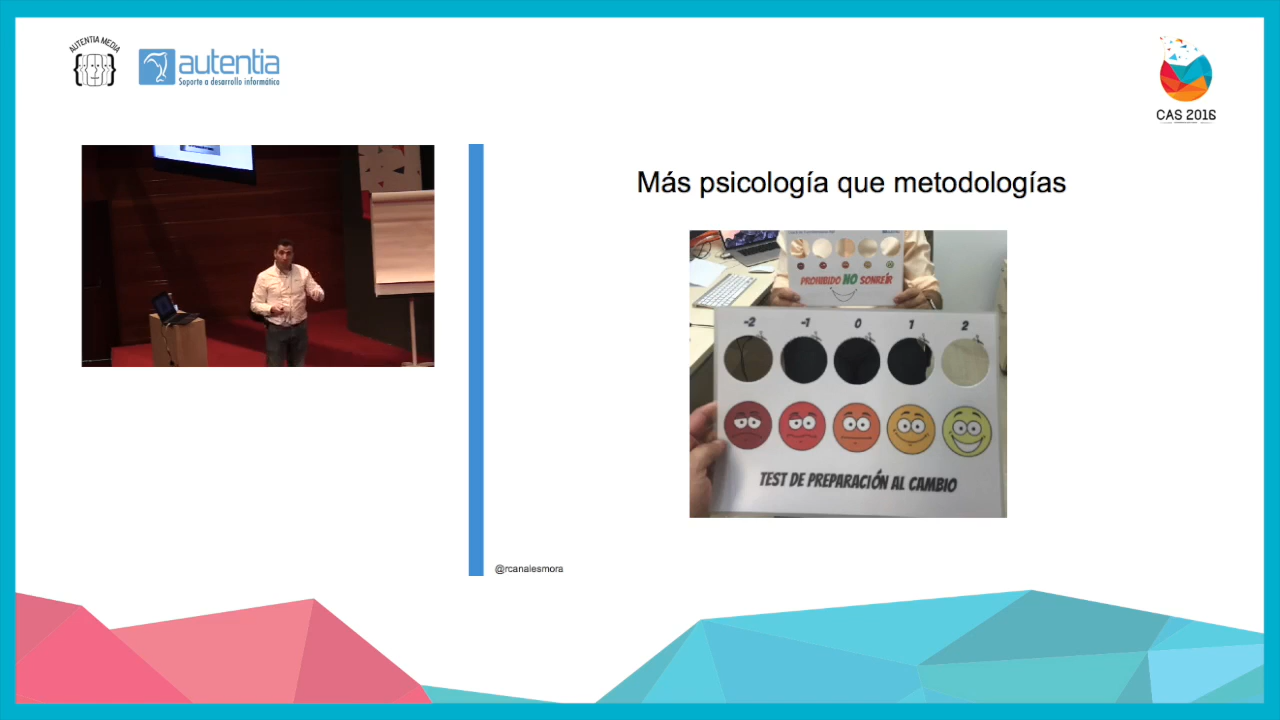 AUTENTIA MEDIA
autentia
Soporte a desarrollo informático
CAS 2016
Más psicología que metodologías
PROHIBIDO NO SONREÍR
-2 -1 0 1 2
TEST DE PREPARACIÓN AL CAMBIO
@rcanalesmora